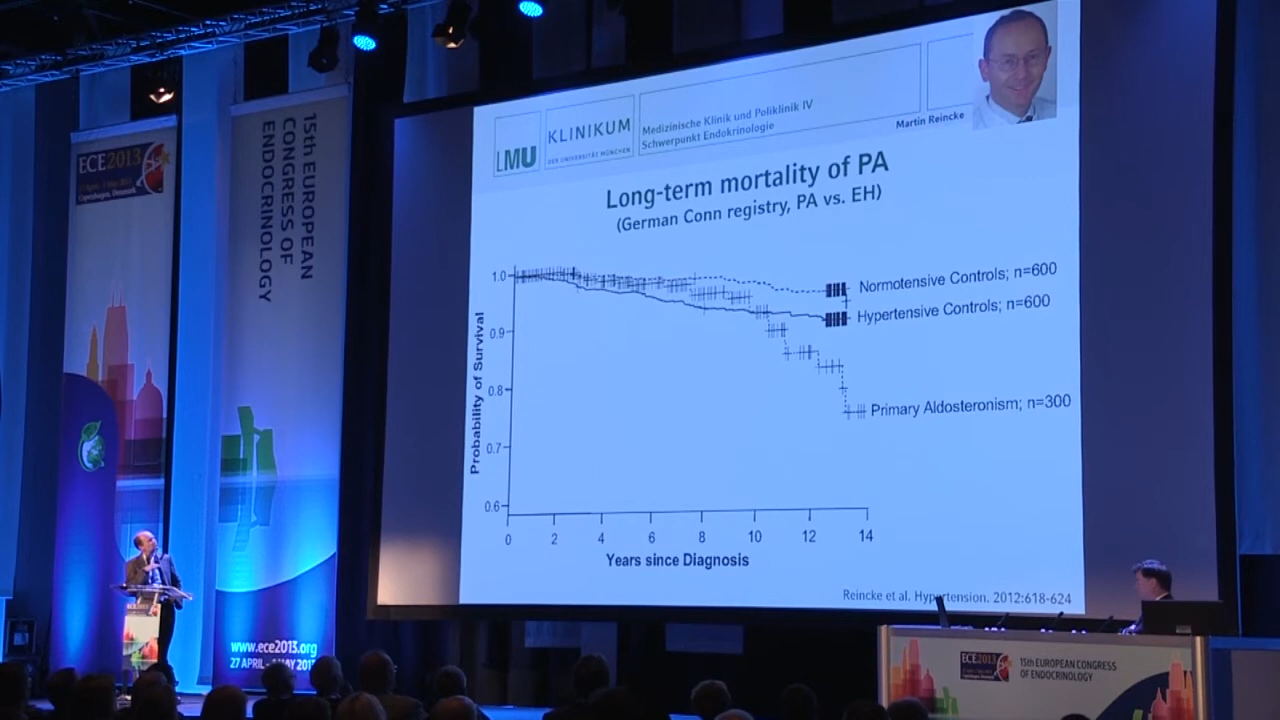 ECE2013
Copenhagen, Denmark
15th EUROPEAN
CONGRESS OF
ENDOCRINOLOGY
www.ece2013.org
27 APRIL - MAY 2013
LMU
KLINIKUM
DER UNIVERSITÄT MÜNCHEN
Medizinische Klinik und Poliklinik IV
Schwerpunkt Endokrinologie
Martin Reincke
Long-term mortality of PA
(German Conn registry, PA vs. EH)
Probability of Survival
1.0
0.9
0.8
0.7
0.6
Normotensive Controls; n=600
Hypertensive Controls; n=600
Primary Aldosteronism; n=300
0 2 4 6 8 10 12 14
Years since Diagnosis
Reincke et al. Hypertension. 2012:618-624
ECE2013
15th EUROPEAN CONGRESS
OF ENDOCRINOLOGY